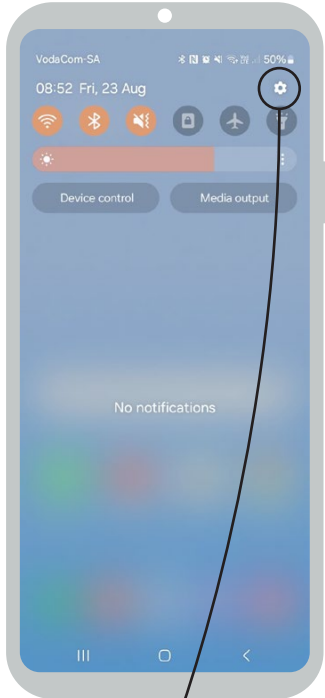 VodaCom-SA 50%
08:52 Fri, 23 Aug
Device control Media output
No notifications